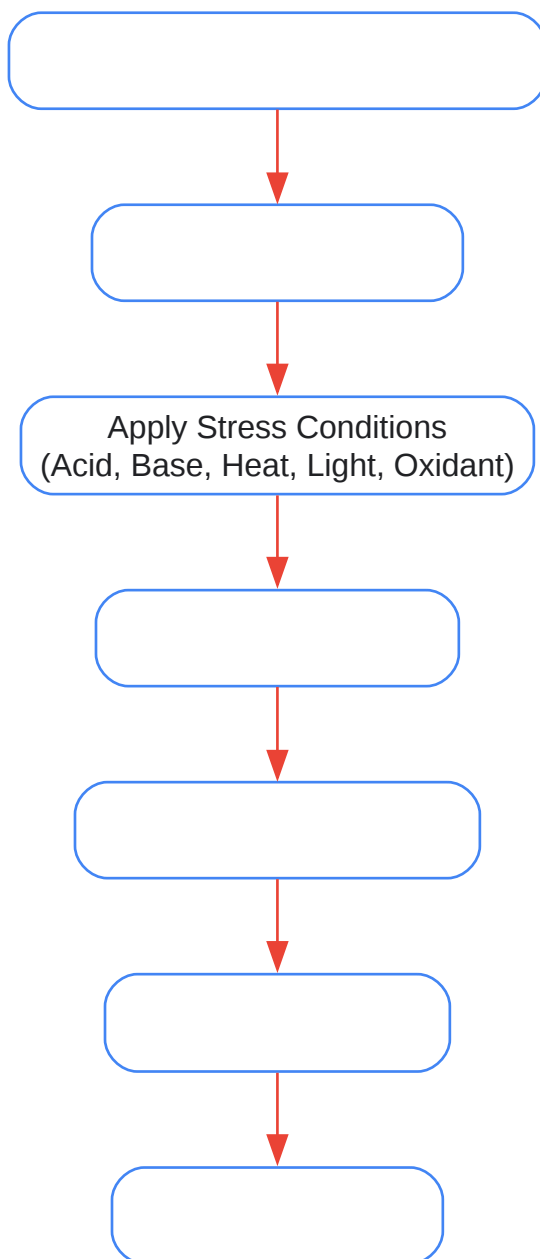 Apply Stress Conditions
(Acid, Base, Heat, Light, Oxidant)